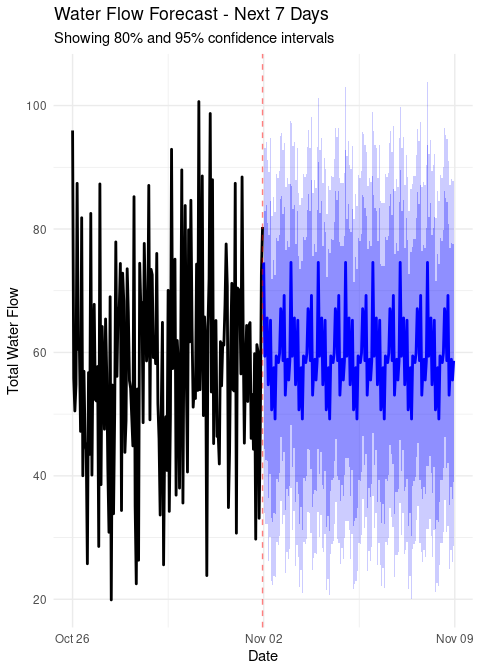 Water Flow Forecast - Next 7 Days
Showing 80% and 95% confidence intervals
100
80
60
40
20
Total Water Flow
Oct 26
Nov 02
Nov 09
Date